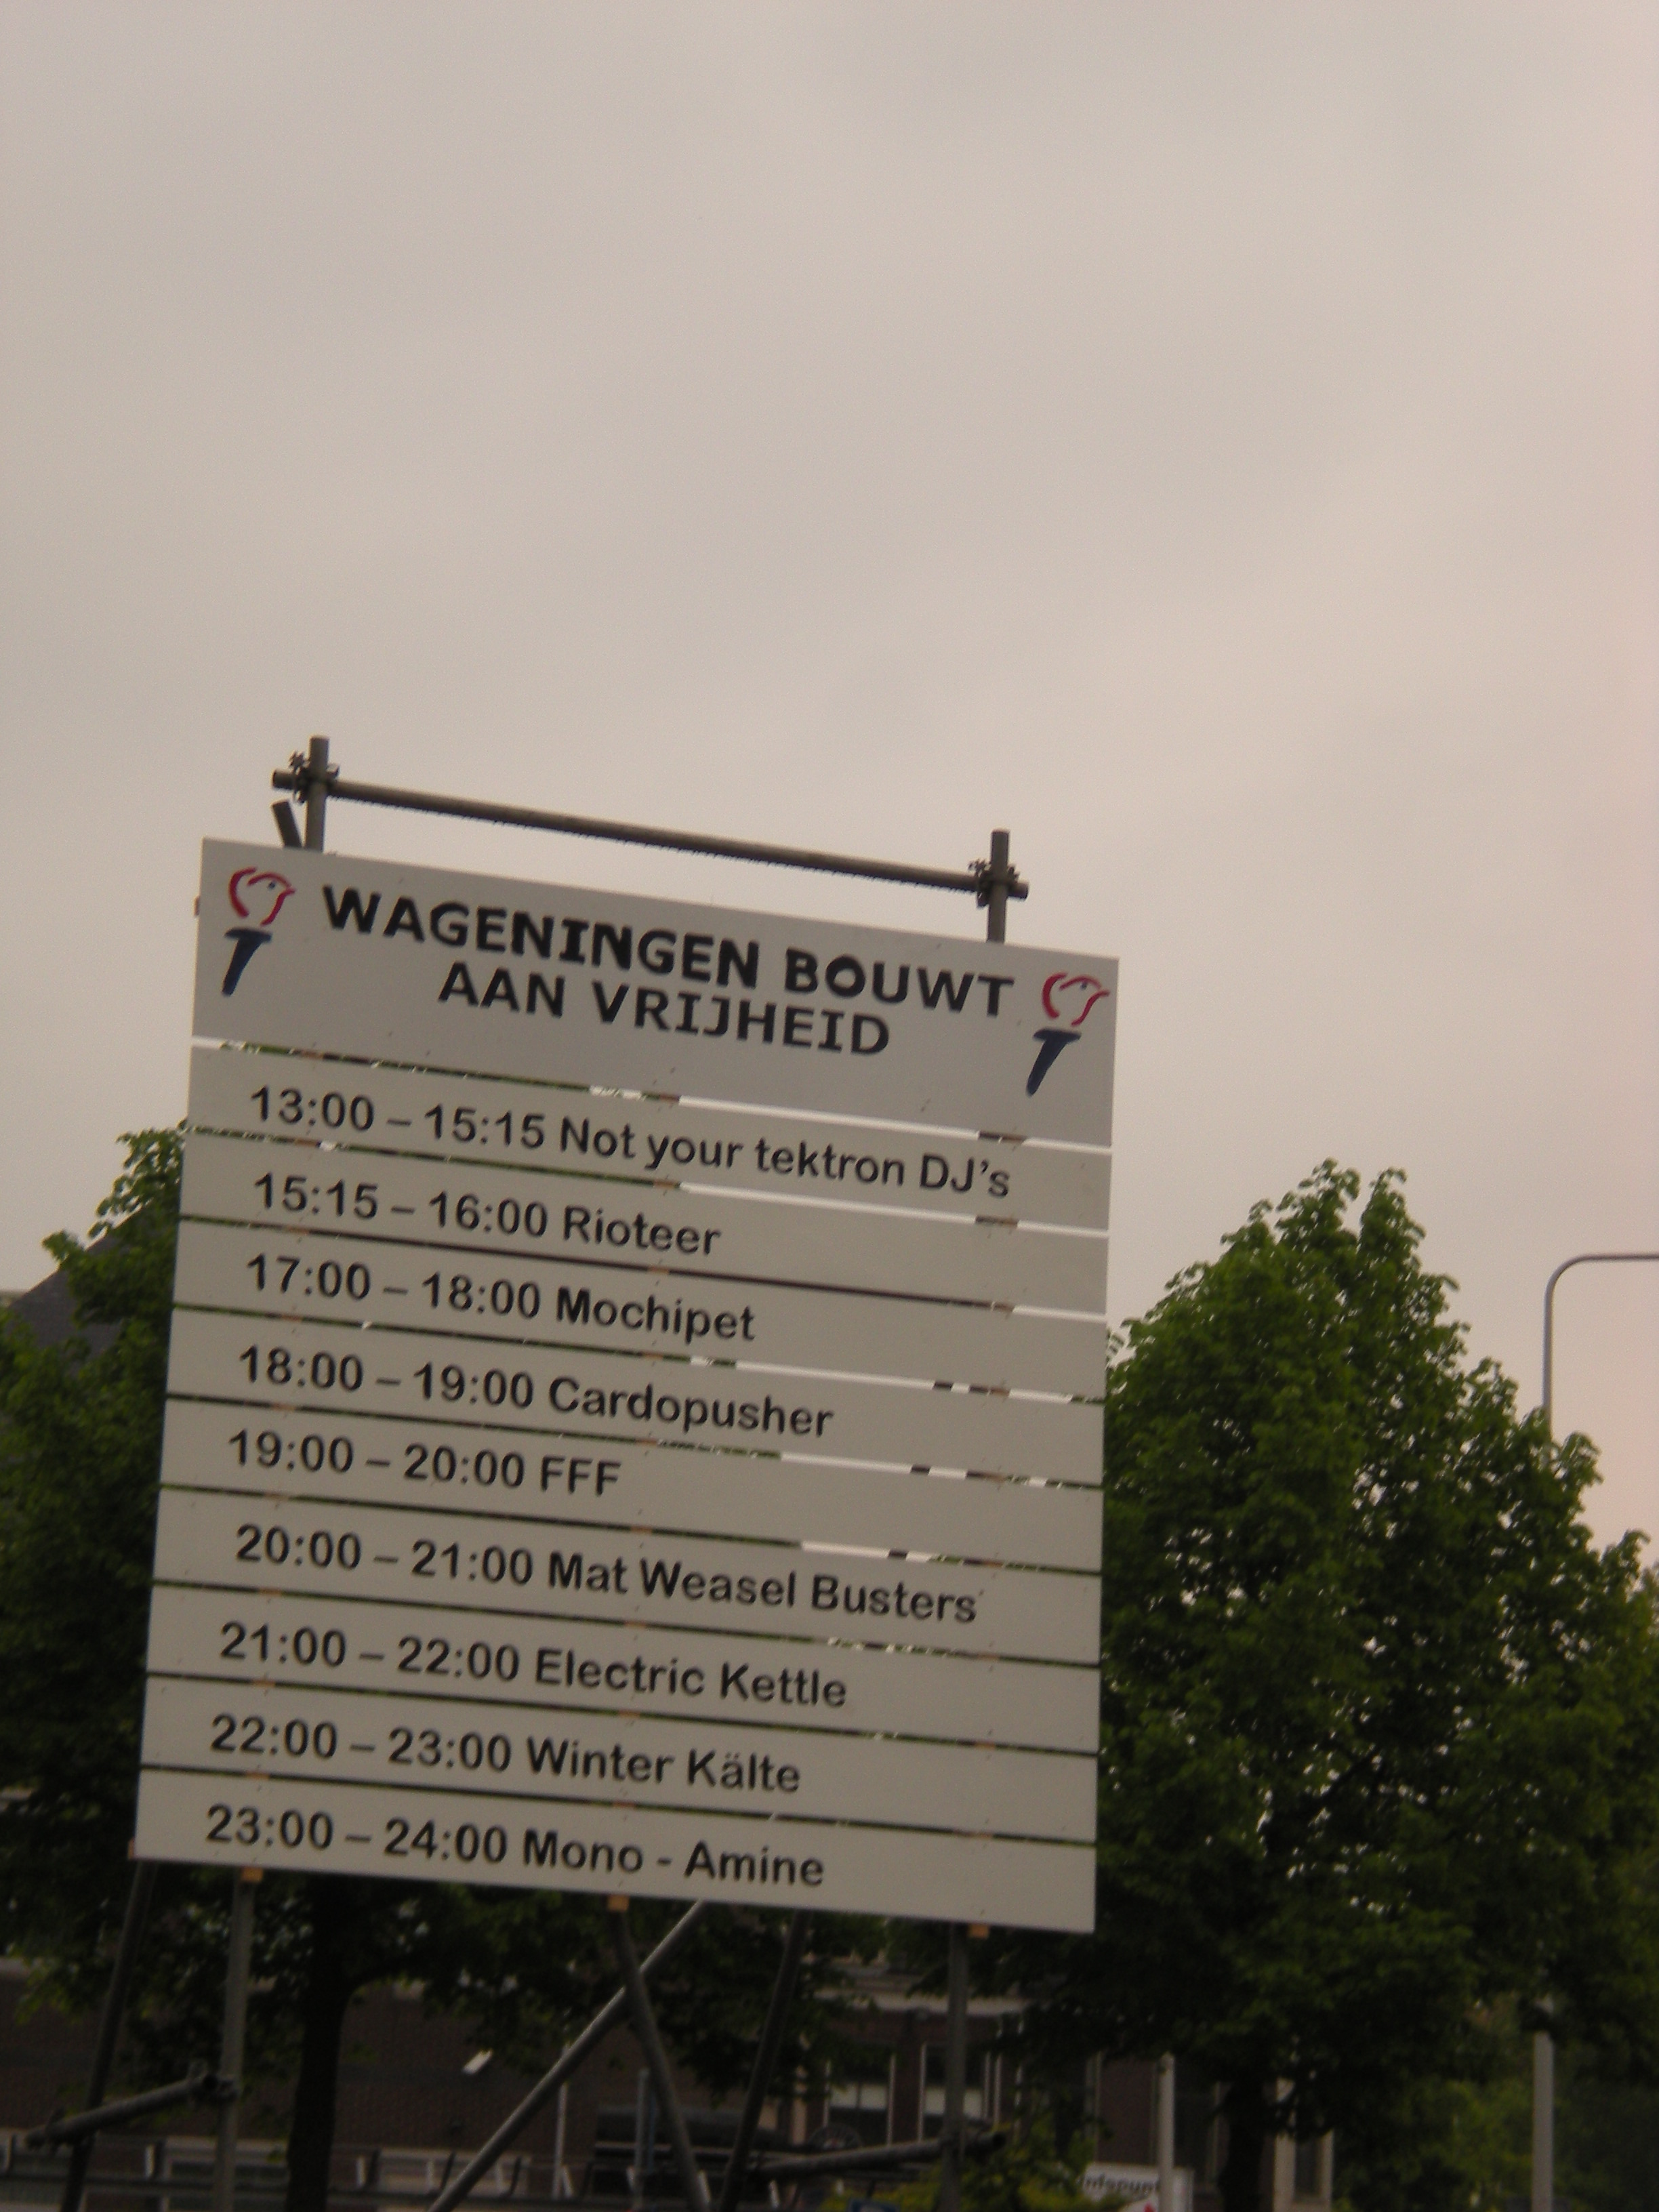 WAGENINGEN BOUWT
AAN VRIJHEID
13:00 – 15:15 Not your tektron DJ's
15:15 – 16:00 Rioteer
17:00 – 18:00 Mochipet
18:00 – 19:00 Cardopusher
19:00 – 20:00 FFF
20:00 – 21:00 Mat Weasel Busters
21:00 – 22:00 Electric Kettle
22:00 – 23:00 Winter Kälte
23:00 – 24:00 Mono - Amine